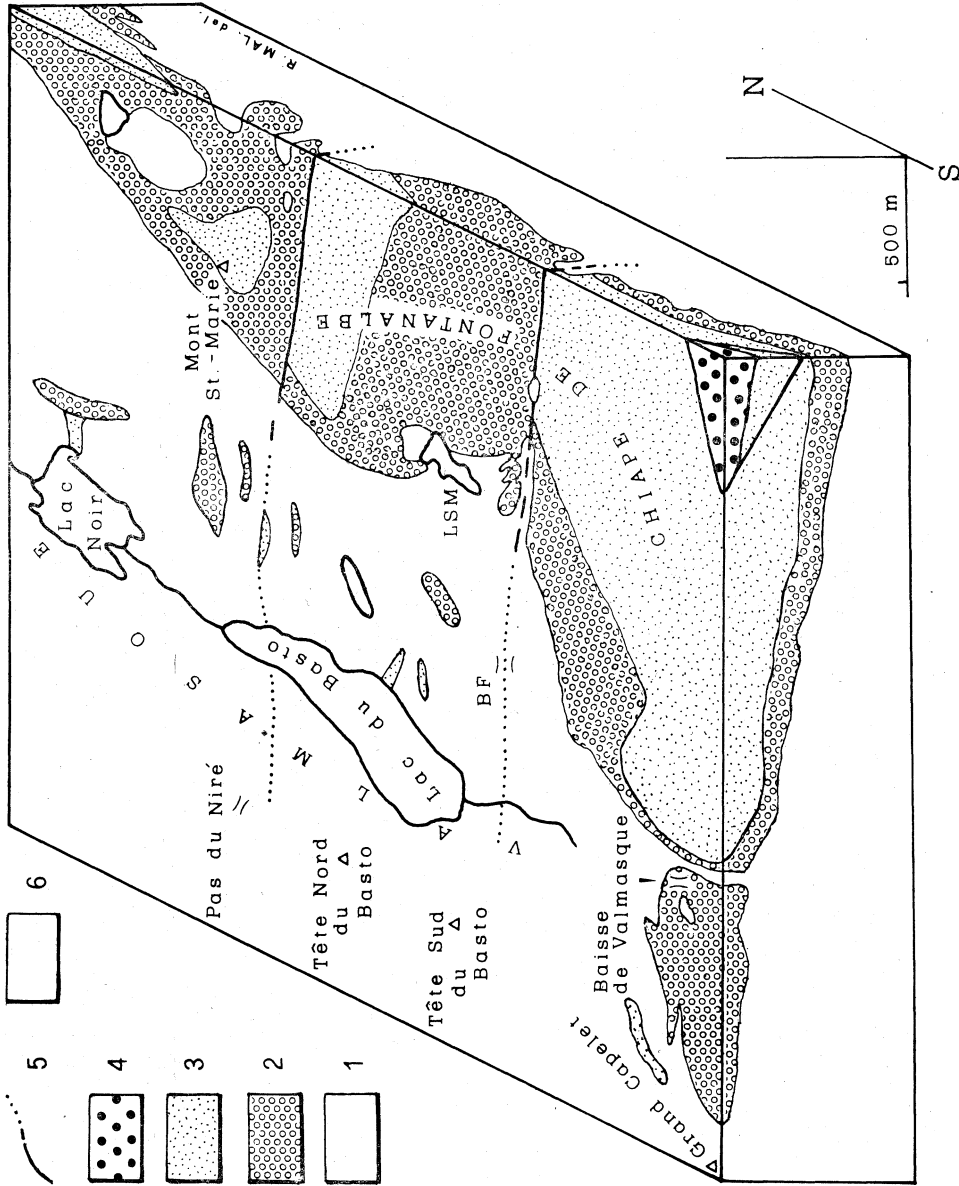 5
4
3
2
1
6
R. MAL. del.
N
S
500 m
Lac
Noir
Mont
St.-Marie
VALMASQUE
Pas du Niré
Lac du
Basto
LSM
BF
FONTANALBE
DE
CHIAPE
Tête Nord
du
Basto
Tête Sud
du
Basto
Baisse
de Valmasque
Grand Capelet